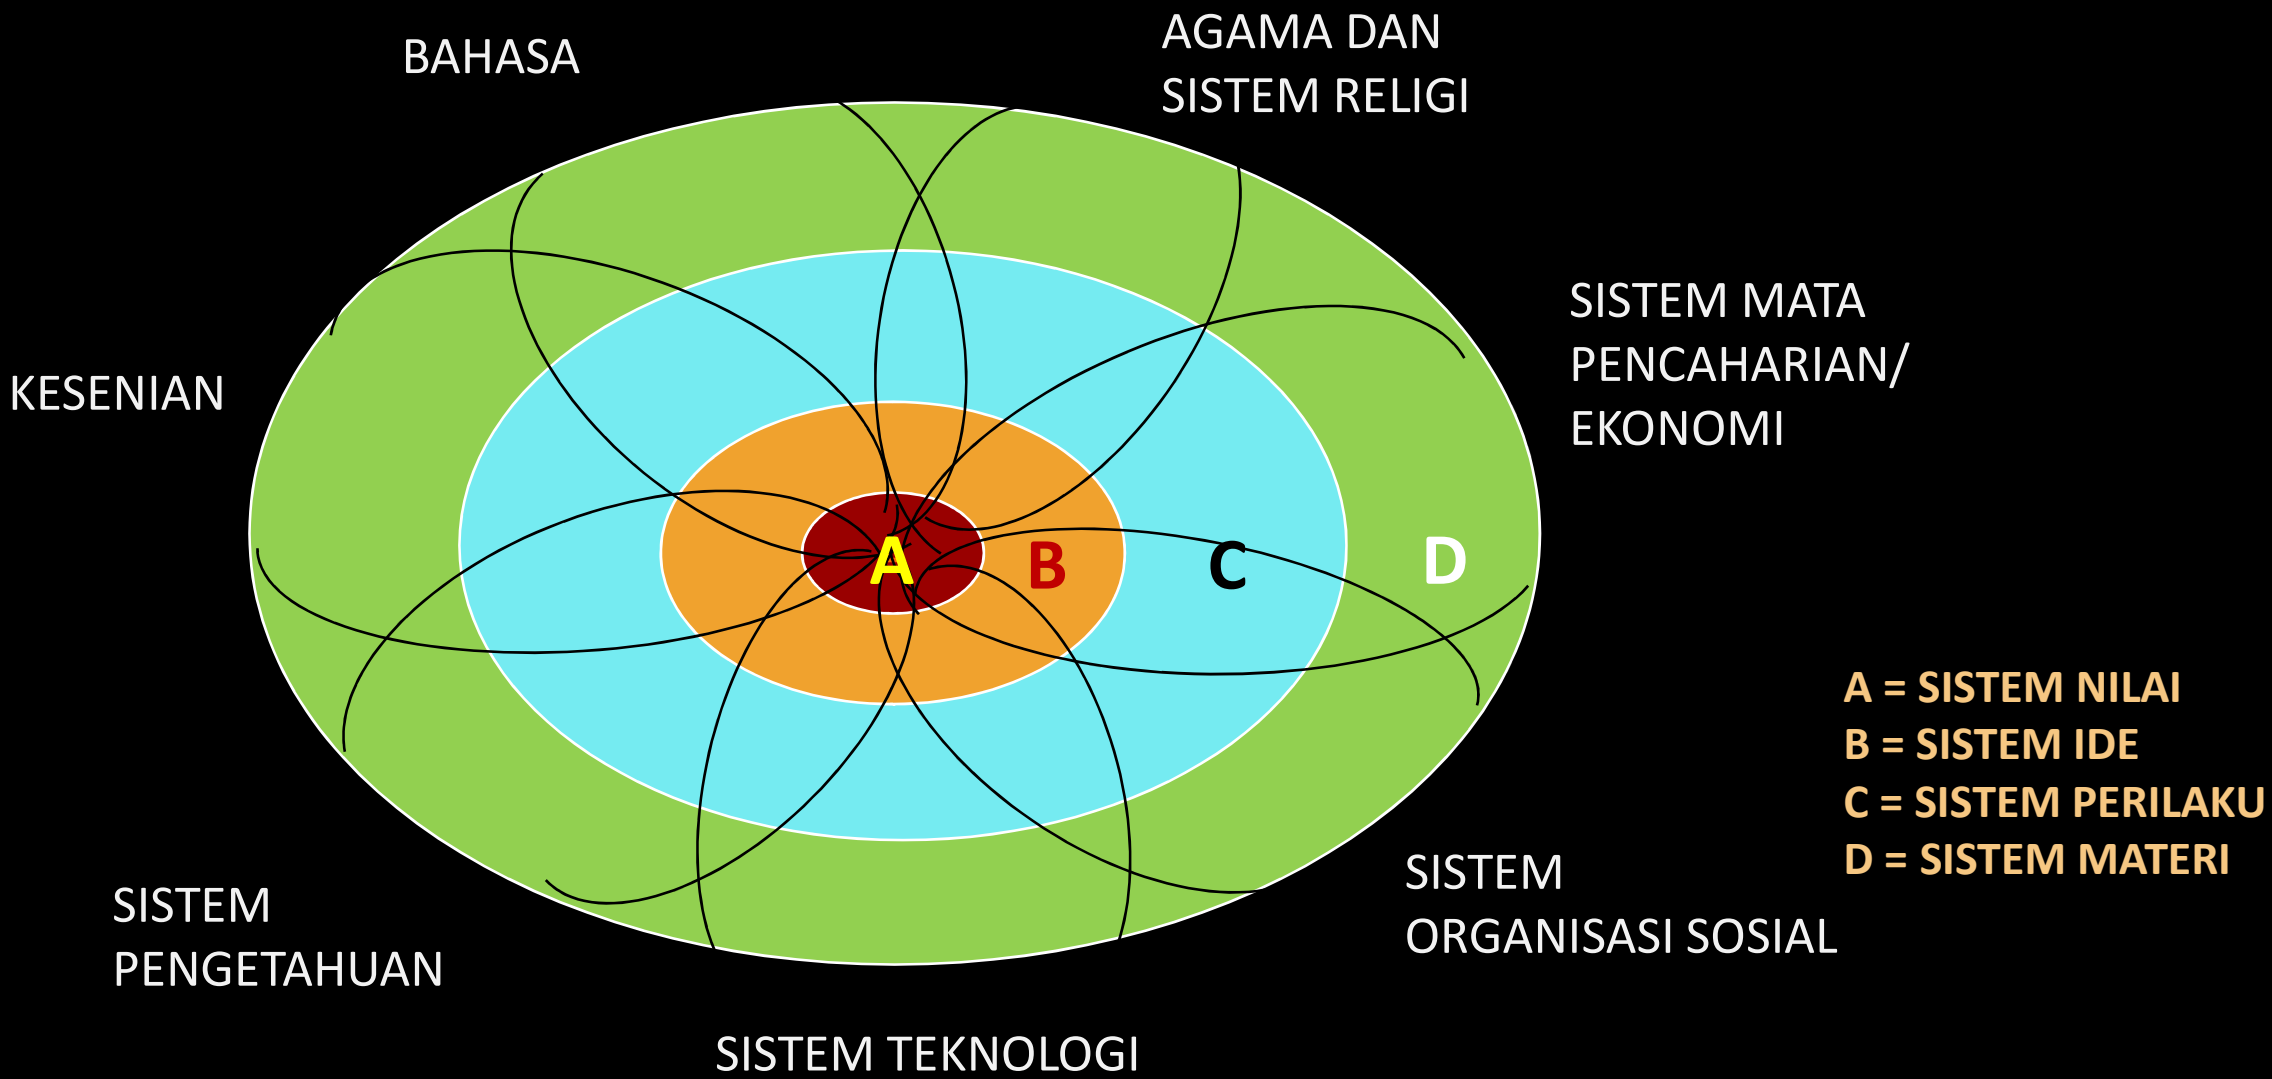 BAHASA
AGAMA DAN
SISTEM RELIGI
SISTEM MATA
PENCAHARIAN/
EKONOMI
KESENIAN
A
B
C
D
A = SISTEM NILAI
B = SISTEM IDE
C = SISTEM PERILAKU
D = SISTEM MATERI
SISTEM
ORGANISASI SOSIAL
SISTEM
PENGETAHUAN
SISTEM TEKNOLOGI